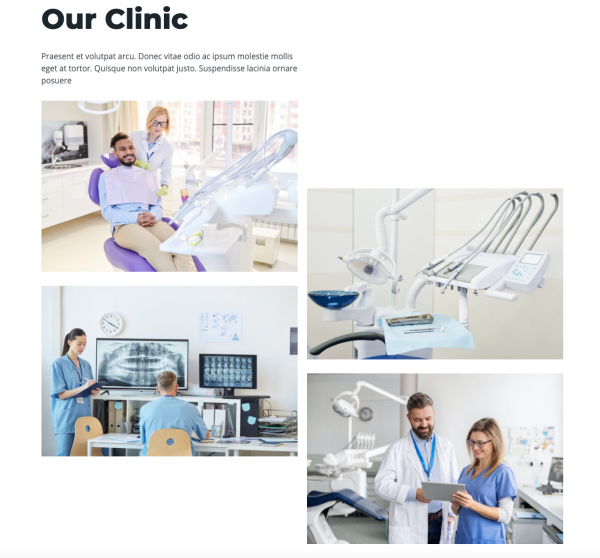 Our Clinic
Praesent et volutpat arcu. Donec vitae odio ac ipsum molestie mollis
eget at tortor. Quisque non volutpat justo. Suspendisse lacinia ornare
posuere